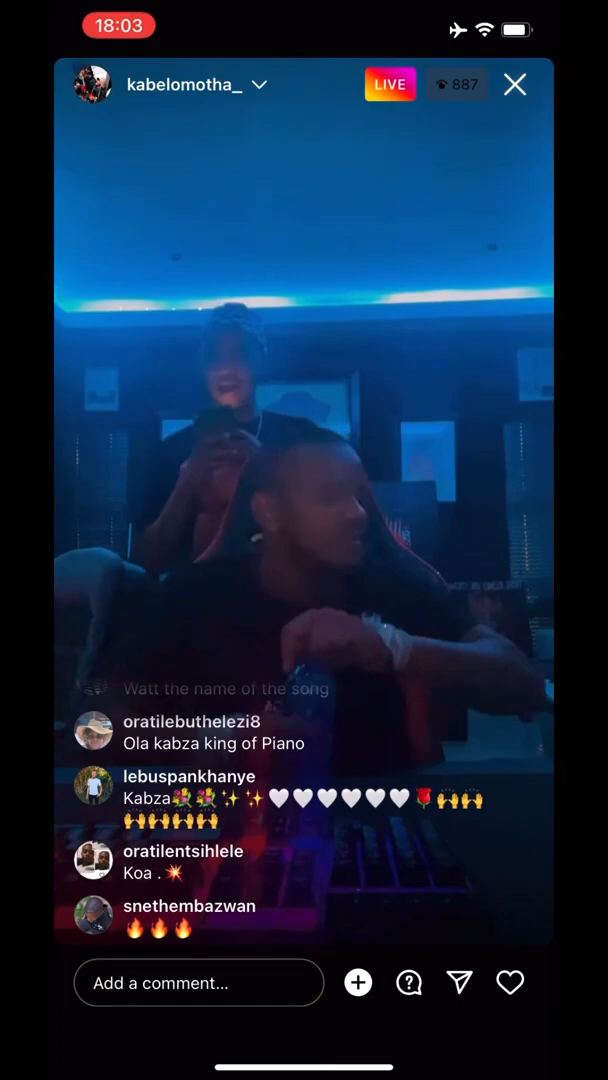 18:03
kabelomotha_
LIVE
887
Watt the name of the song
oratilebuthelezi8
Ola kabza king of Piano
lebuspankhanye
Kabza💐💐✨✨🤍🤍🤍🤍🤍🤍🌹🙌🙌
🙌🙌🙌🙌
oratilentsihlele
Koa . 💥
snethembazwan
🔥🔥🔥
Add a comment...